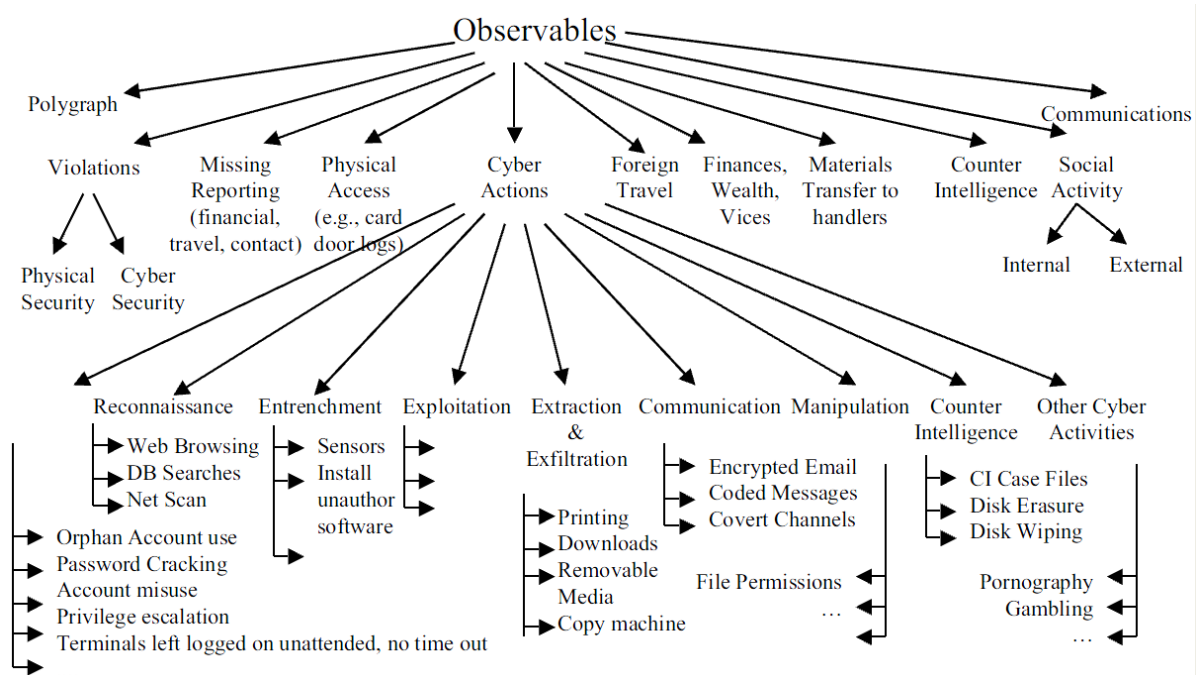 Observables
Polygraph
Communications
Violations
Missing
Reporting
(financial,
travel, contact)
Physical
Access
(e.g., card
door logs)
Cyber
Actions
Foreign
Travel
Finances,
Wealth,
Vices
Materials
Transfer to
handlers
Counter
Intelligence
Social
Activity
Physical
Security
Cyber
Security
Internal
External
Reconnaissance
Web Browsing
DB Searches
Net Scan
Entrenchment
Sensors
Install
unauthor
software
Exploitation
Extraction
&
Exfiltration
Printing
Downloads
Removable
Media
Copy machine
Communication
Encrypted Email
Coded Messages
Covert Channels
Manipulation
File Permissions
…
Counter
Intelligence
CI Case Files
Disk Erasure
Disk Wiping
Other Cyber
Activities
Pornography
Gambling
…
Orphan Account use
Password Cracking
Account misuse
Privilege escalation
Terminals left logged on unattended, no time out